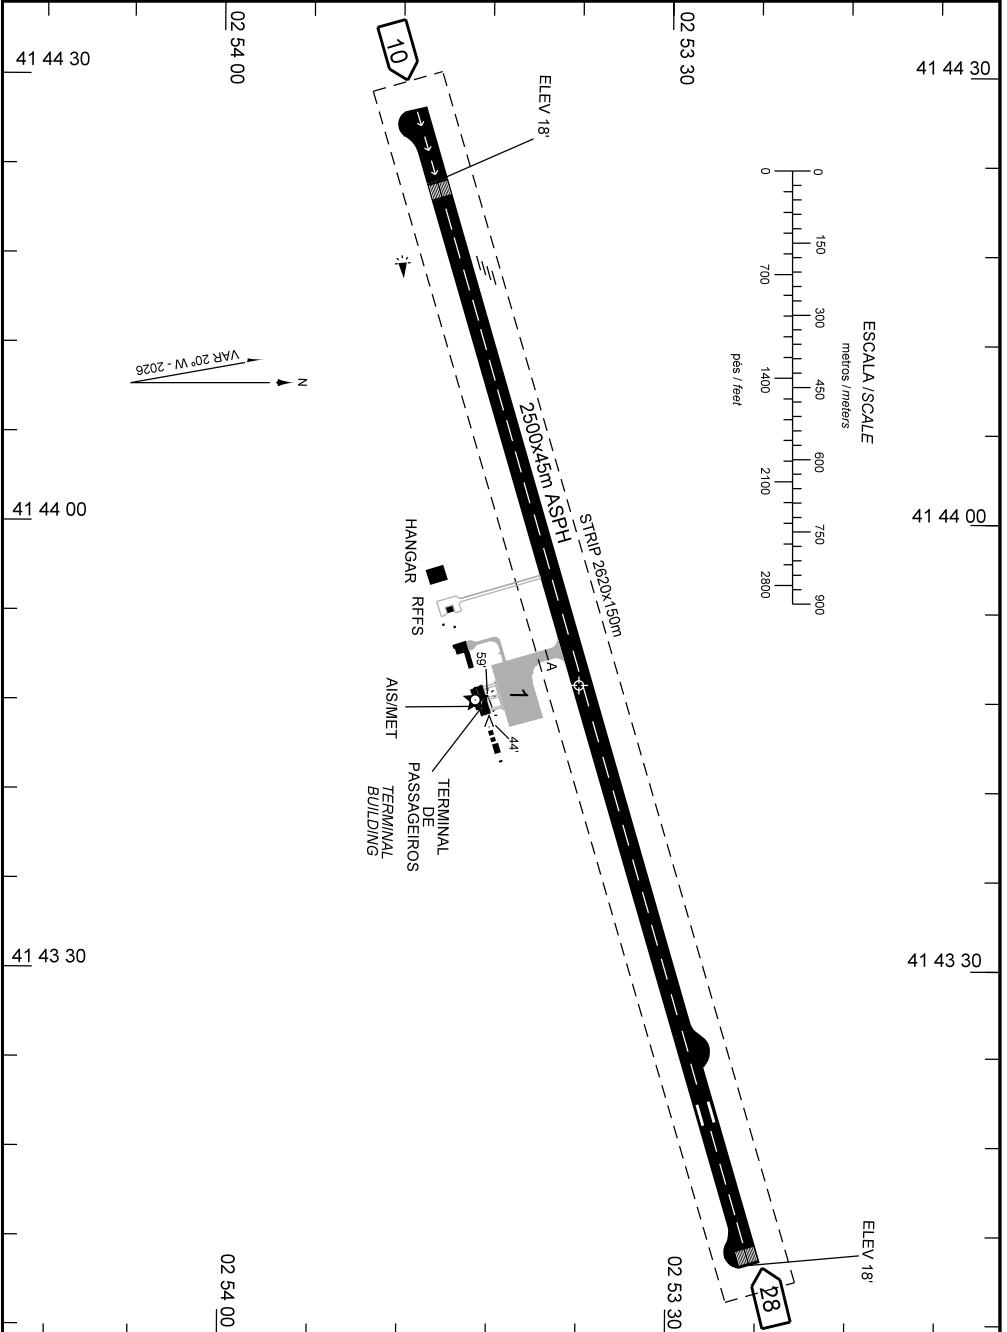 02 54 00
02 53 30
41 44 30
41 44 30
10
ELEV 18'
0
150
300
450
600
750
900
0
700
1400
2100
2800
ESCALA / SCALE
metros / meters
pés / feet
VAR 20° W - 2026
N
2500x45m ASPH
STRIP 2620x150m
41 44 00
41 44 00
HANGAR
RFFS
A
1
59'
44'
AIS/MET
TERMINAL
DE
PASSAGEIROS
TERMINAL
BUILDING
41 43 30
41 43 30
ELEV 18'
28
02 54 00
02 53 30